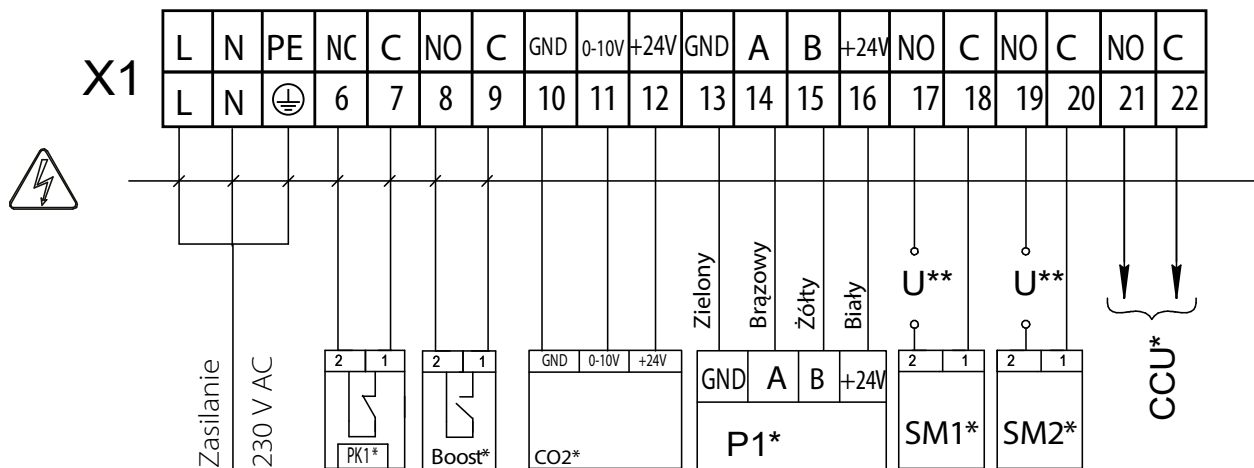 X1
L N PE NC C NO C GND 0-10V +24V GND A B +24V NO C NO C NO C
L N 6 7 8 9 10 11 12 13 14 15 16 17 18 19 20 21 22
Zielony
Brązowy
Żółty
Biały
U**
U**
Zasilanie
230 V AC
2 1
PK1*
2 1
Boost*
GND 0-10V +24V
CO2*
GND A B +24V
P1*
2 1
SM1*
2 1
SM2*
CCU*